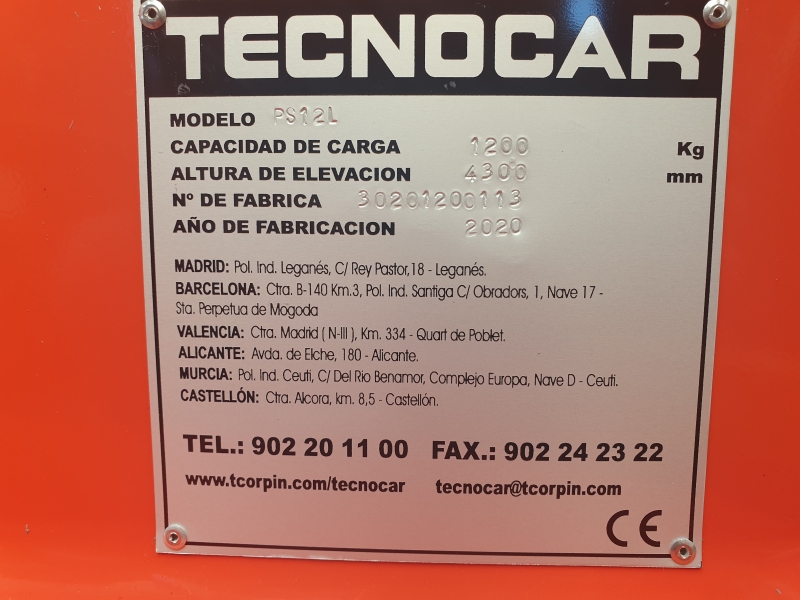 TECNOCAR
MODELO PS12L
CAPACIDAD DE CARGA 1200 Kg
ALTURA DE ELEVACION 4300 mm
Nº DE FABRICA 30201200113
AÑO DE FABRICACION 2020
MADRID: Pol. Ind. Leganés, C/ Rey Pastor,18 - Leganés.
BARCELONA: Ctra. B-140 Km.3, Pol. Ind. Santiga C/ Obradors, 1, Nave 17 -
Sta. Perpetua de Mogoda
VALENCIA: Ctra. Madrid ( N-III ), Km. 334 - Quart de Poblet.
ALICANTE: Avda. de Elche, 180 - Alicante.
MURCIA: Pol. Ind. Ceuti, C/ Del Rio Benamor, Complejo Europa, Nave D - Ceuti.
CASTELLÓN: Ctra. Alcora, km. 8,5 - Castellón.
TEL.: 902 20 11 00 FAX.: 902 24 23 22
www.tcorpin.com/tecnocar tecnocar@tcorpin.com
CE